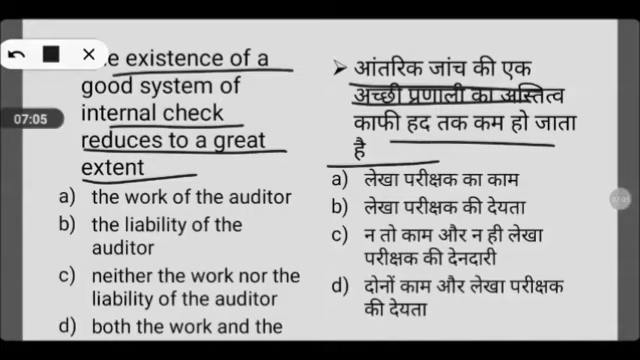 e existence of a
good system of
internal check
reduces to a great
extent
a) the work of the auditor
b) the liability of the
auditor
c) neither the work nor the
liability of the auditor
d) both the work and the
➢ आंतरिक जांच की एक
अच्छी प्रणाली का अस्तित्व
काफी हद तक कम हो जाता
है
a) लेखा परीक्षक का काम
b) लेखा परीक्षक की देयता
c) न तो काम और न ही लेखा
परीक्षक की देनदारी
d) दोनों काम और लेखा परीक्षक
की देयता
07:05
07:05